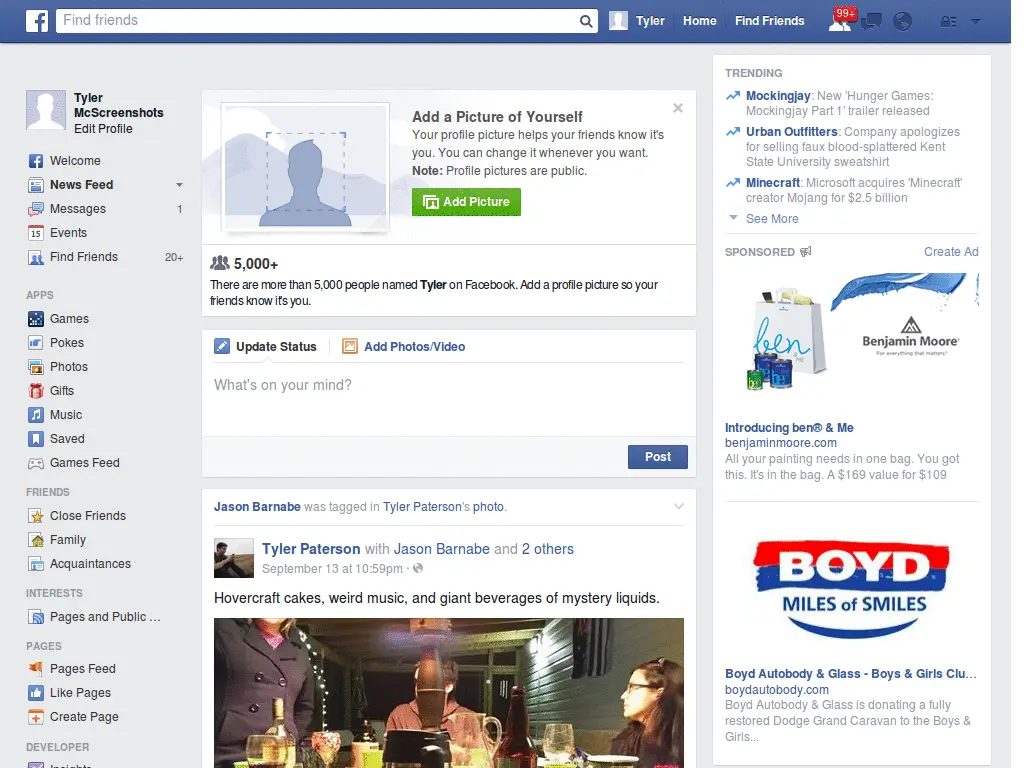 Find friends
Tyler
Home
Find Friends
99+
Tyler
McScreenshots
Edit Profile
Welcome
News Feed
Messages
1
Events
15
Find Friends
20+
APPS
Games
Pokes
Photos
Gifts
Music
Saved
Games Feed
FRIENDS
Close Friends
Family
Acquaintances
INTERESTS
Pages and Public ...
PAGES
Pages Feed
Like Pages
Create Page
DEVELOPER
Insights
Add a Picture of Yourself
Your profile picture helps your friends know it's
you. You can change it whenever you want.
Note: Profile pictures are public.
Add Picture
5,000+
There are more than 5,000 people named Tyler on Facebook. Add a profile picture so your
friends know it's you.
Update Status
Add Photos/Video
What's on your mind?
Post
Jason Barnabe was tagged in Tyler Paterson's photo.
Tyler Paterson with Jason Barnabe and 2 others
September 13 at 10:59pm ·
Hovercraft cakes, weird music, and giant beverages of mystery liquids.
TRENDING
Mockingjay: New 'Hunger Games:
Mockingjay Part 1' trailer released
Urban Outfitters: Company apologizes
for selling faux blood-splattered Kent
State University sweatshirt
Minecraft: Microsoft acquires 'Minecraft'
creator Mojang for $2.5 billion
See More
SPONSORED
Create Ad
ben
& ME
Benjamin Moore®
For everything that matters.®
Introducing ben® & Me
benjaminmoore.com
All your painting needs in one bag. You got
this. It's in the bag. A $169 value for $109
BOYD
MILES of SMILES
Boyd Autobody & Glass - Boys & Girls Clu...
boydautobody.com
Boyd Autobody & Glass is donating a fully
restored Dodge Grand Caravan to the Boys &
Girls...